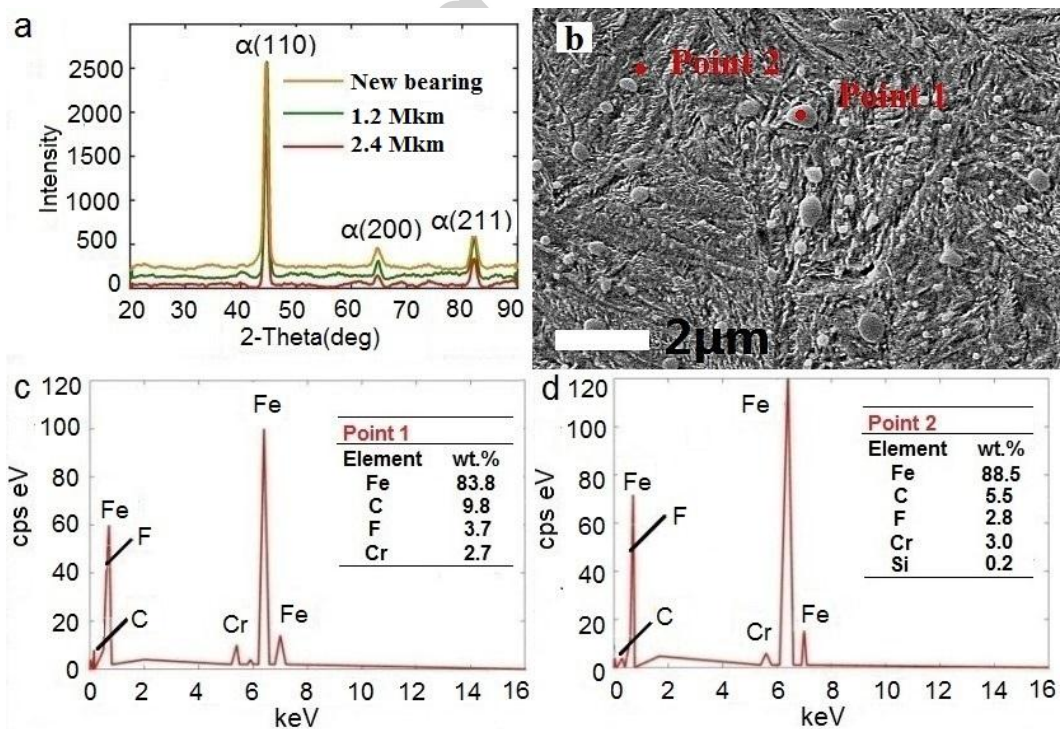 a
α(110)
2500
2000
1500
1000
500
0
Intensity
New bearing
1.2 Mkm
2.4 Mkm
α(200)
α(211)
20 30 40 50 60 70 80 90
2-Theta(deg)
b
Point 2
Point 1
2μm
c
120
100
80
60
40
20
0
cps eV
Fe
F
C
Cr
Fe
Fe
Point 1
Element wt.%
Fe 83.8
C 9.8
F 3.7
Cr 2.7
0 2 4 6 8 10 12 14 16
keV
d
120
100
80
60
40
20
0
cps eV
Fe
F
C
Fe
Cr
Fe
Point 2
Element wt.%
Fe 88.5
C 5.5
F 2.8
Cr 3.0
Si 0.2
0 2 4 6 8 10 12 14 16
keV